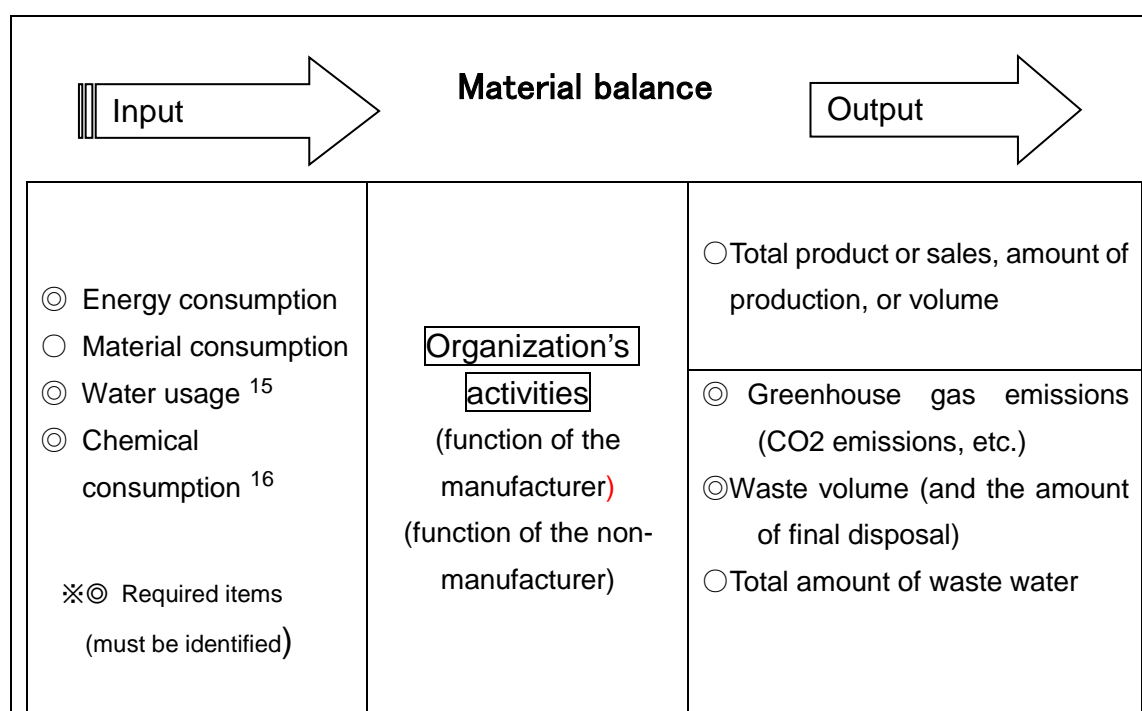 Material balance
Input
Output
◎ Energy consumption
○ Material consumption
◎ Water usage 15
◎ Chemical
consumption 16
※◎ Required items
(must be identified)
Organization's
activities
(function of the
manufacturer)
(function of the non-
manufacturer)
○Total product or sales, amount of
production, or volume
◎ Greenhouse gas emissions
(CO2 emissions, etc.)
◎Waste volume (and the amount
of final disposal)
○Total amount of waste water